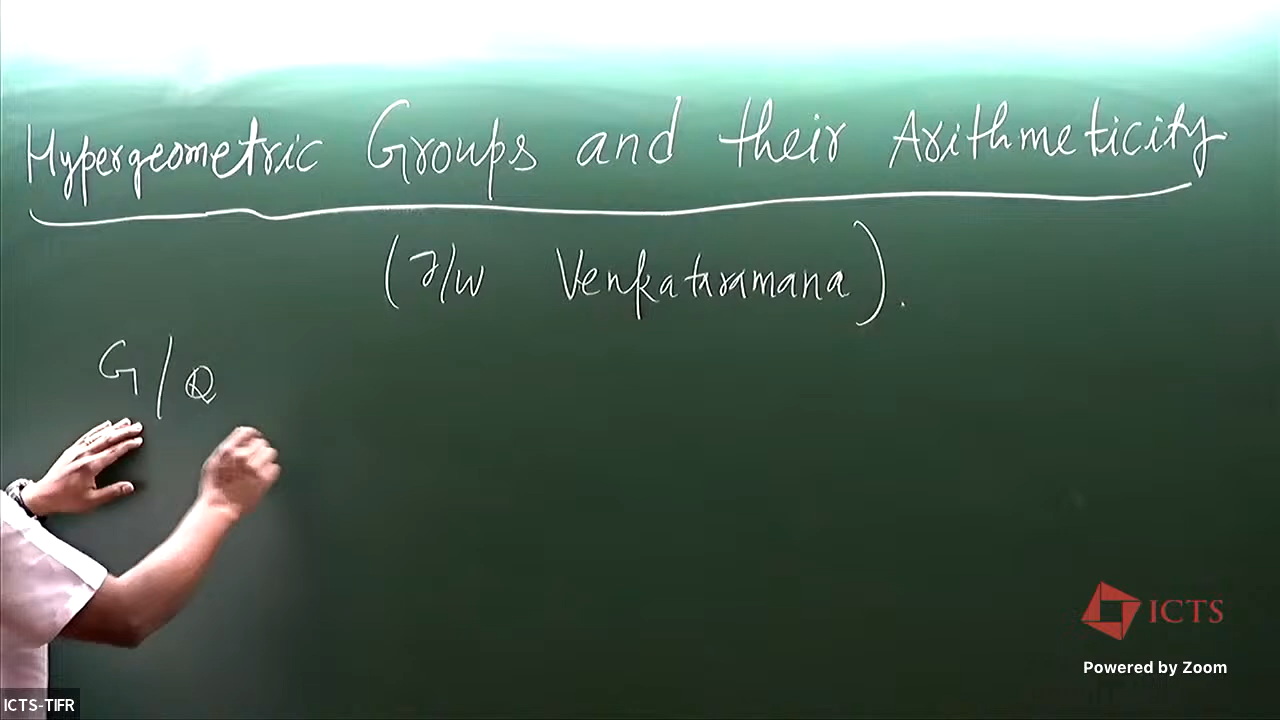 Hypergeometric Groups and their Arithmeticity
(J/w Venkataramana).
G/Q
ICTS
Powered by Zoom
ICTS-TIFR